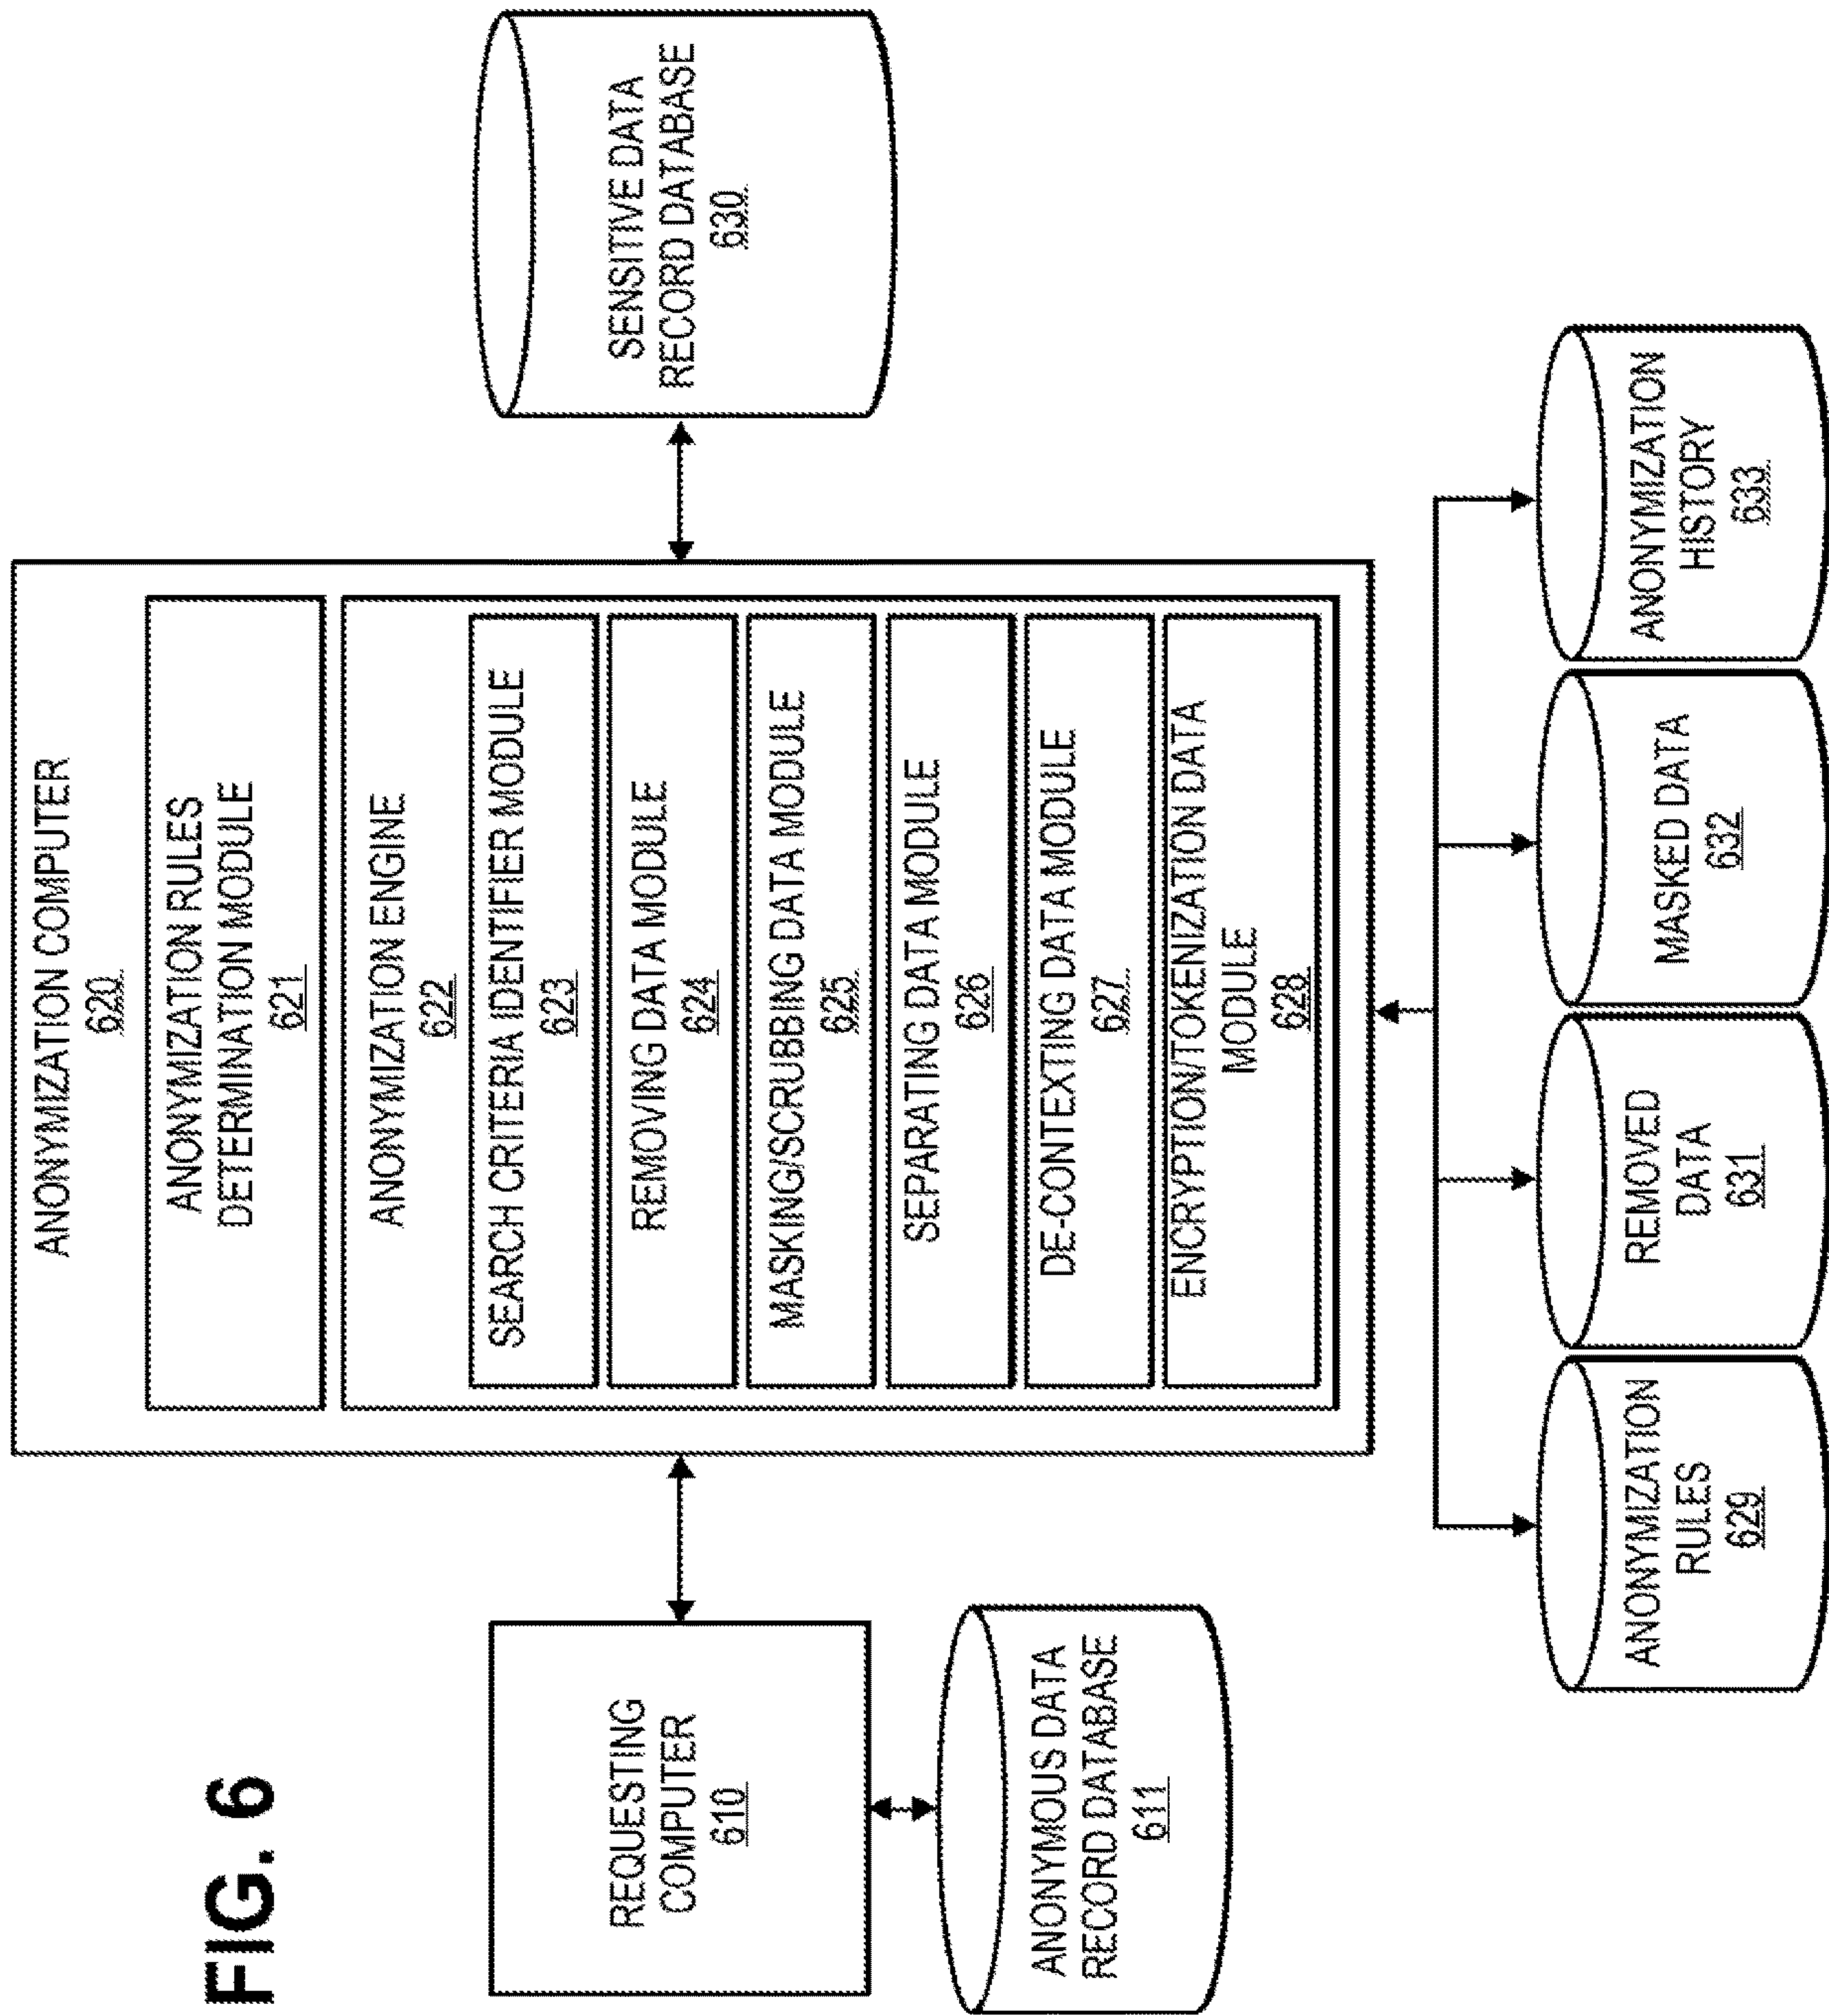 FIG. 6
ANONYMIZATION COMPUTER
620
ANONYMIZATION RULES
DETERMINATION MODULE
621
ANONYMIZATION ENGINE
622
SEARCH CRITERIA IDENTIFIER MODULE
623
REMOVING DATA MODULE
624
MASKING/SCRUBBING DATA MODULE
625
SEPARATING DATA MODULE
626
DE-CONTEXTING DATA MODULE
627
ENCRYPTION/TOKENIZATION DATA
MODULE
628
REQUESTING
COMPUTER
610
ANONYMOUS DATA
RECORD DATABASE
611
SENSITIVE DATA
RECORD DATABASE
630
ANONYMIZATION
RULES
629
REMOVED
DATA
631
MASKED DATA
632
ANONYMIZATION
HISTORY
633